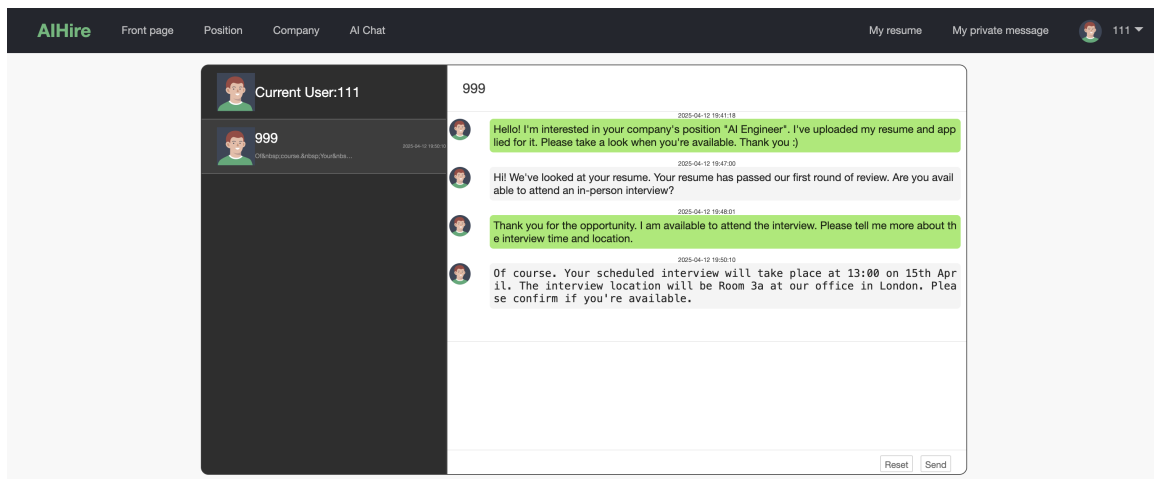 AIHire Front page Position Company AI Chat My resume My private message 111
Current User:111
999
2025-04-12 19:50:10
Of&nbsp;course.&nbsp;Your&nbs...
999
2025-04-12 19:41:18
Hello! I'm interested in your company's position "AI Engineer". I've uploaded my resume and app
lied for it. Please take a look when you're available. Thank you :)
2025-04-12 19:47:00
Hi! We've looked at your resume. Your resume has passed our first round of review. Are you avail
able to attend an in-person interview?
2025-04-12 19:48:01
Thank you for the opportunity. I am available to attend the interview. Please tell me more about th
e interview time and location.
2025-04-12 19:50:10
Of course. Your scheduled interview will take place at 13:00 on 15th Apr
il. The interview location will be Room 3a at our office in London. Plea
se confirm if you're available.
Reset Send